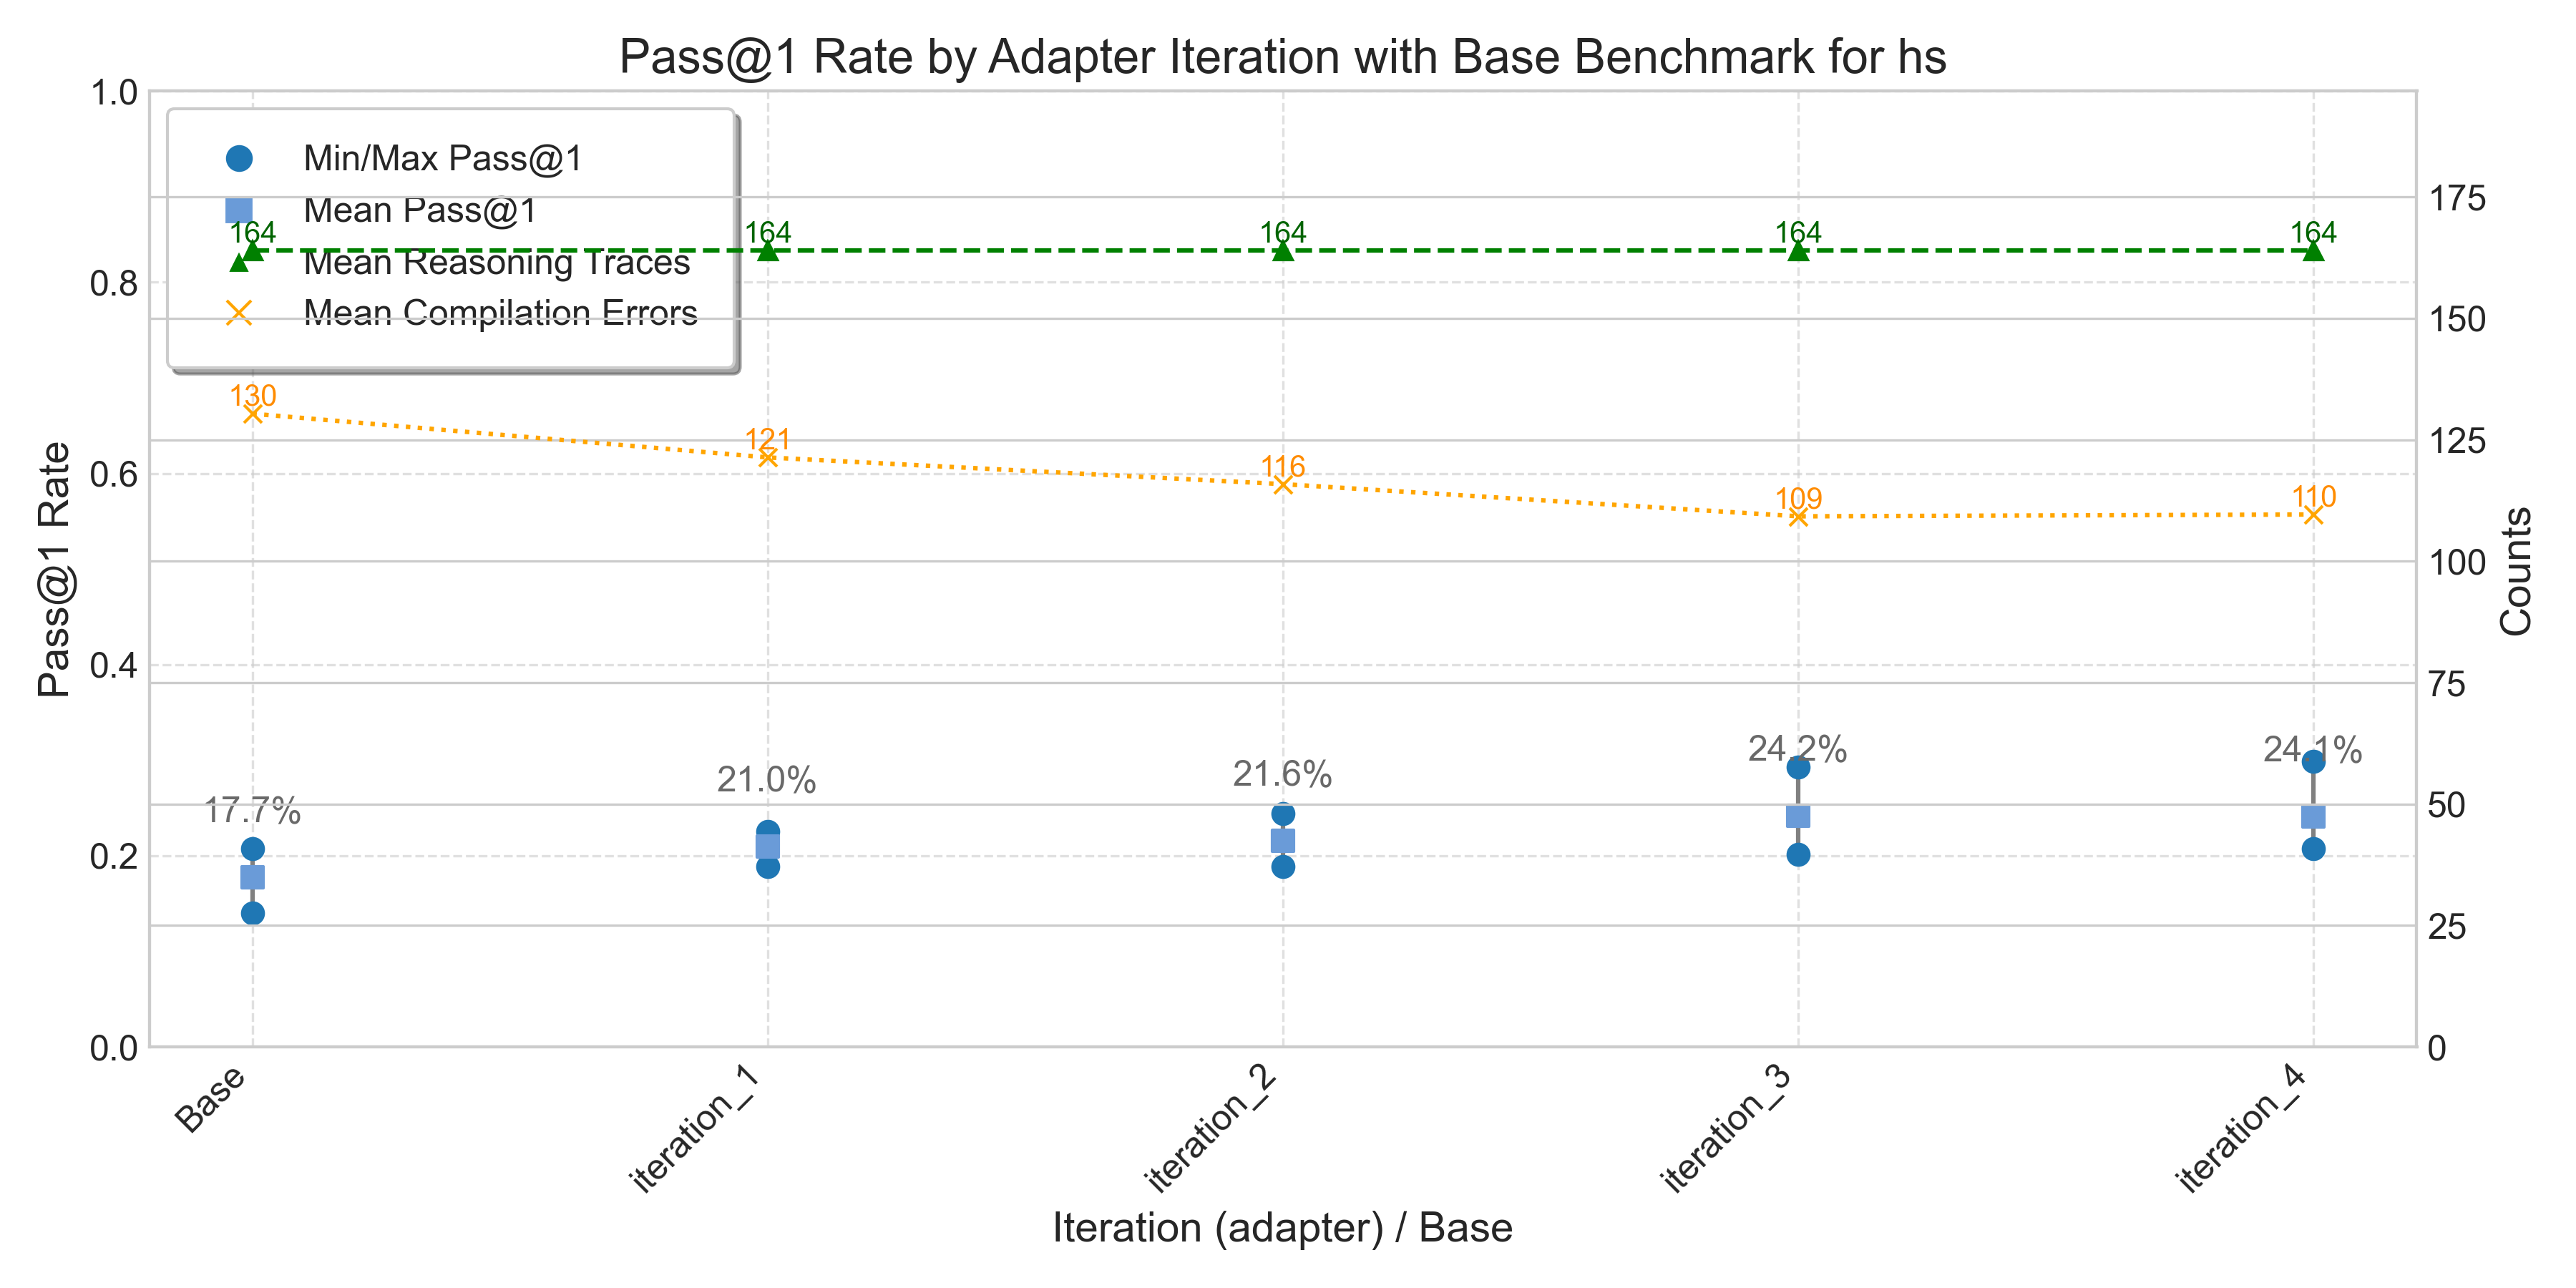 Pass@1 Rate by Adapter Iteration with Base Benchmark for hs
Pass@1 Rate
1.0
0.8
0.6
0.4
0.2
0.0
Min/Max Pass@1
Mean Pass@1
Mean Reasoning Traces
Mean Compilation Errors
164
164
164
164
164
130
121
116
109
110
17.7%
21.0%
21.6%
24.2%
24.1%
175
150
125
100
75
50
25
0
Counts
Base
iteration_1
iteration_2
iteration_3
iteration_4
Iteration (adapter) / Base